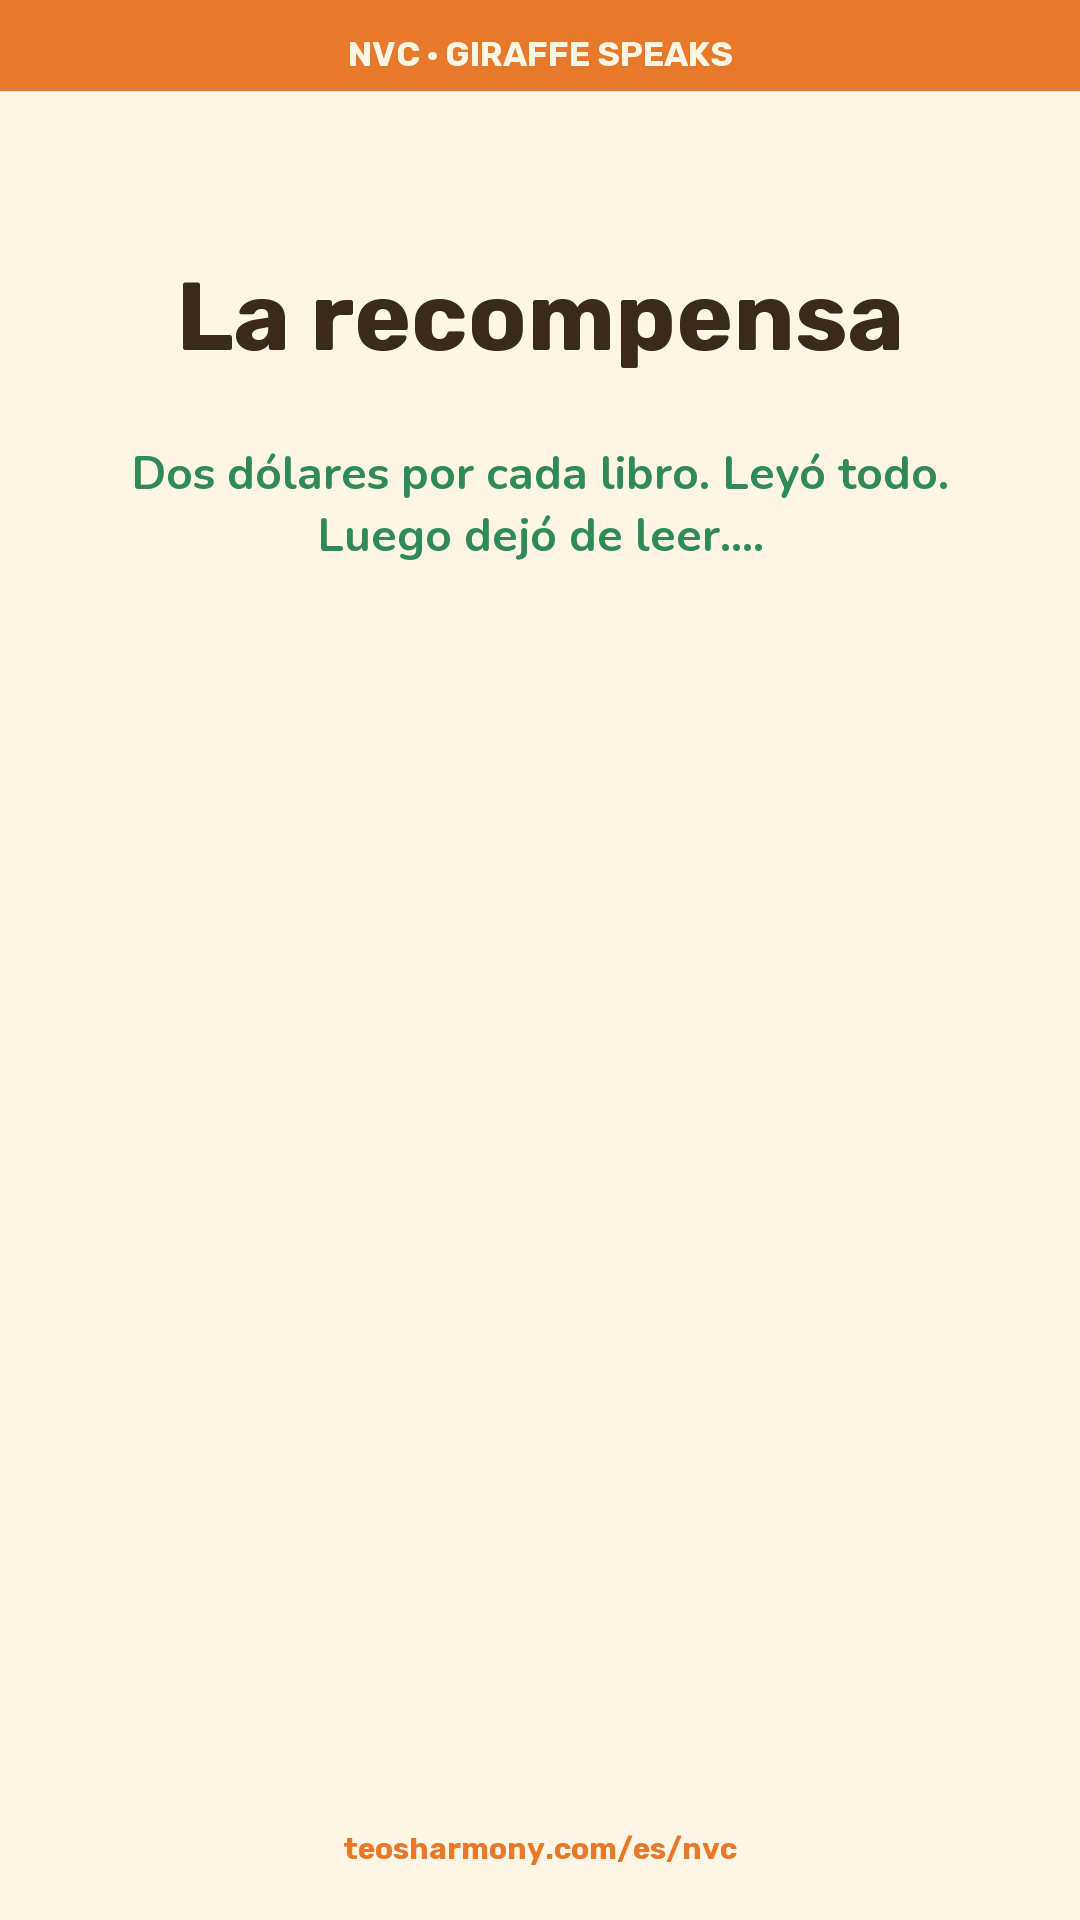 NVC • GIRAFFE SPEAKS
La recompensa
Dos dólares por cada libro. Leyó todo.
Luego dejó de leer....
teosharmony.com/es/nvc